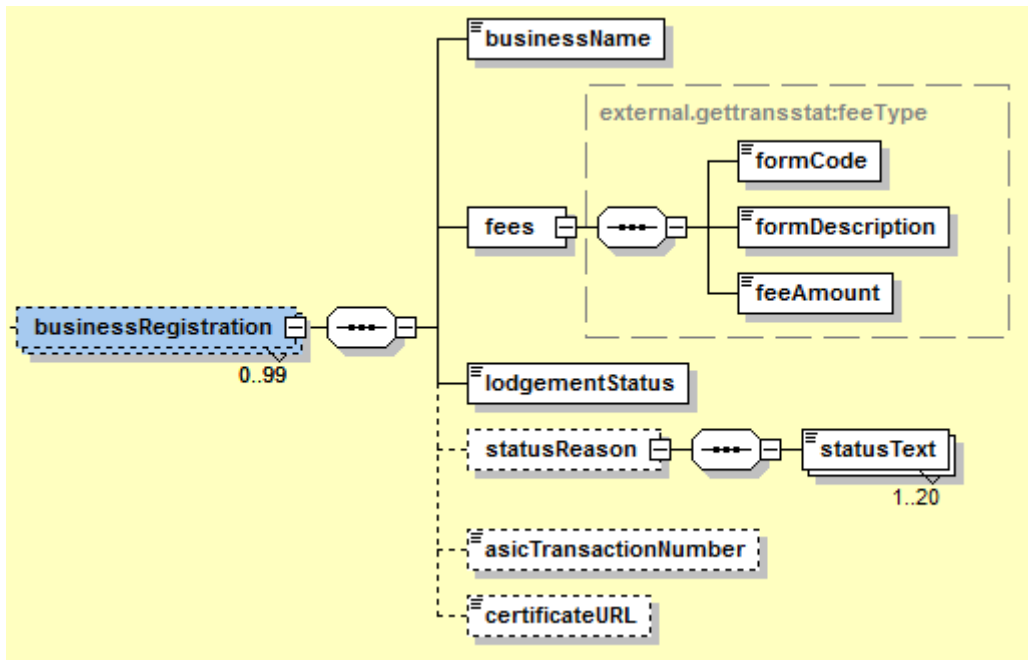 businessName
external.gettransstat:feeType
formCode
fees
formDescription
feeAmount
businessRegistration
0..99
lodgementStatus
statusReason
statusText
1..20
asicTransactionNumber
certificateURL